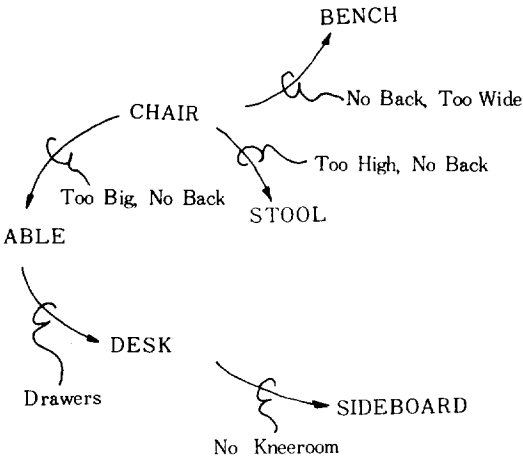 BENCH
No Back, Too Wide
CHAIR
Too High, No Back
Too Big, No Back
STOOL
ABLE
DESK
Drawers
SIDEBOARD
No Kneeroom